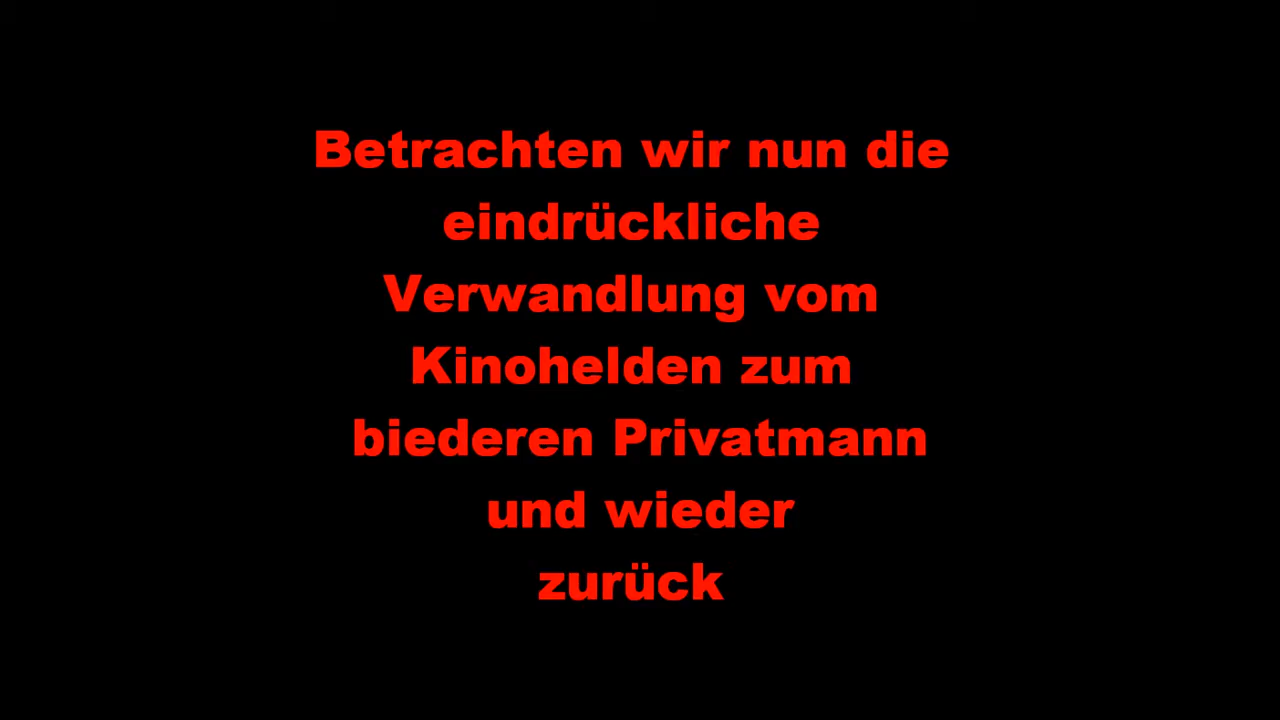 Betrachten wir nun die
eindrückliche
Verwandlung vom
Kinohelden zum
biederen Privatmann
und wieder
zurück